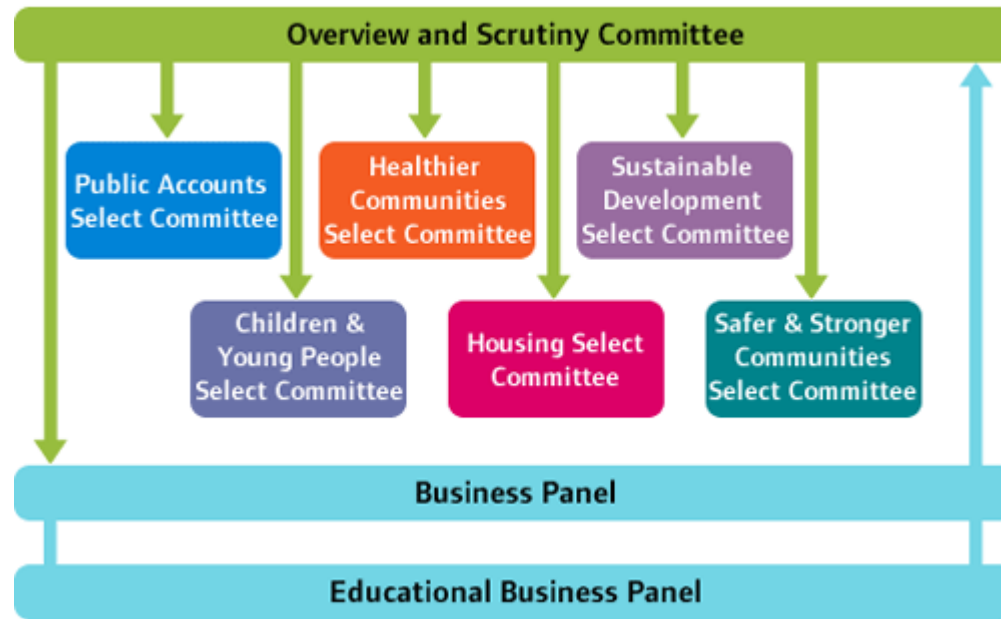 Overview and Scrutiny Committee
Public Accounts
Select Committee
Healthier
Communities
Select Committee
Sustainable
Development
Select Committee
Children &
Young People
Select Committee
Housing Select
Committee
Safer & Stronger
Communities
Select Committee
Business Panel
Educational Business Panel